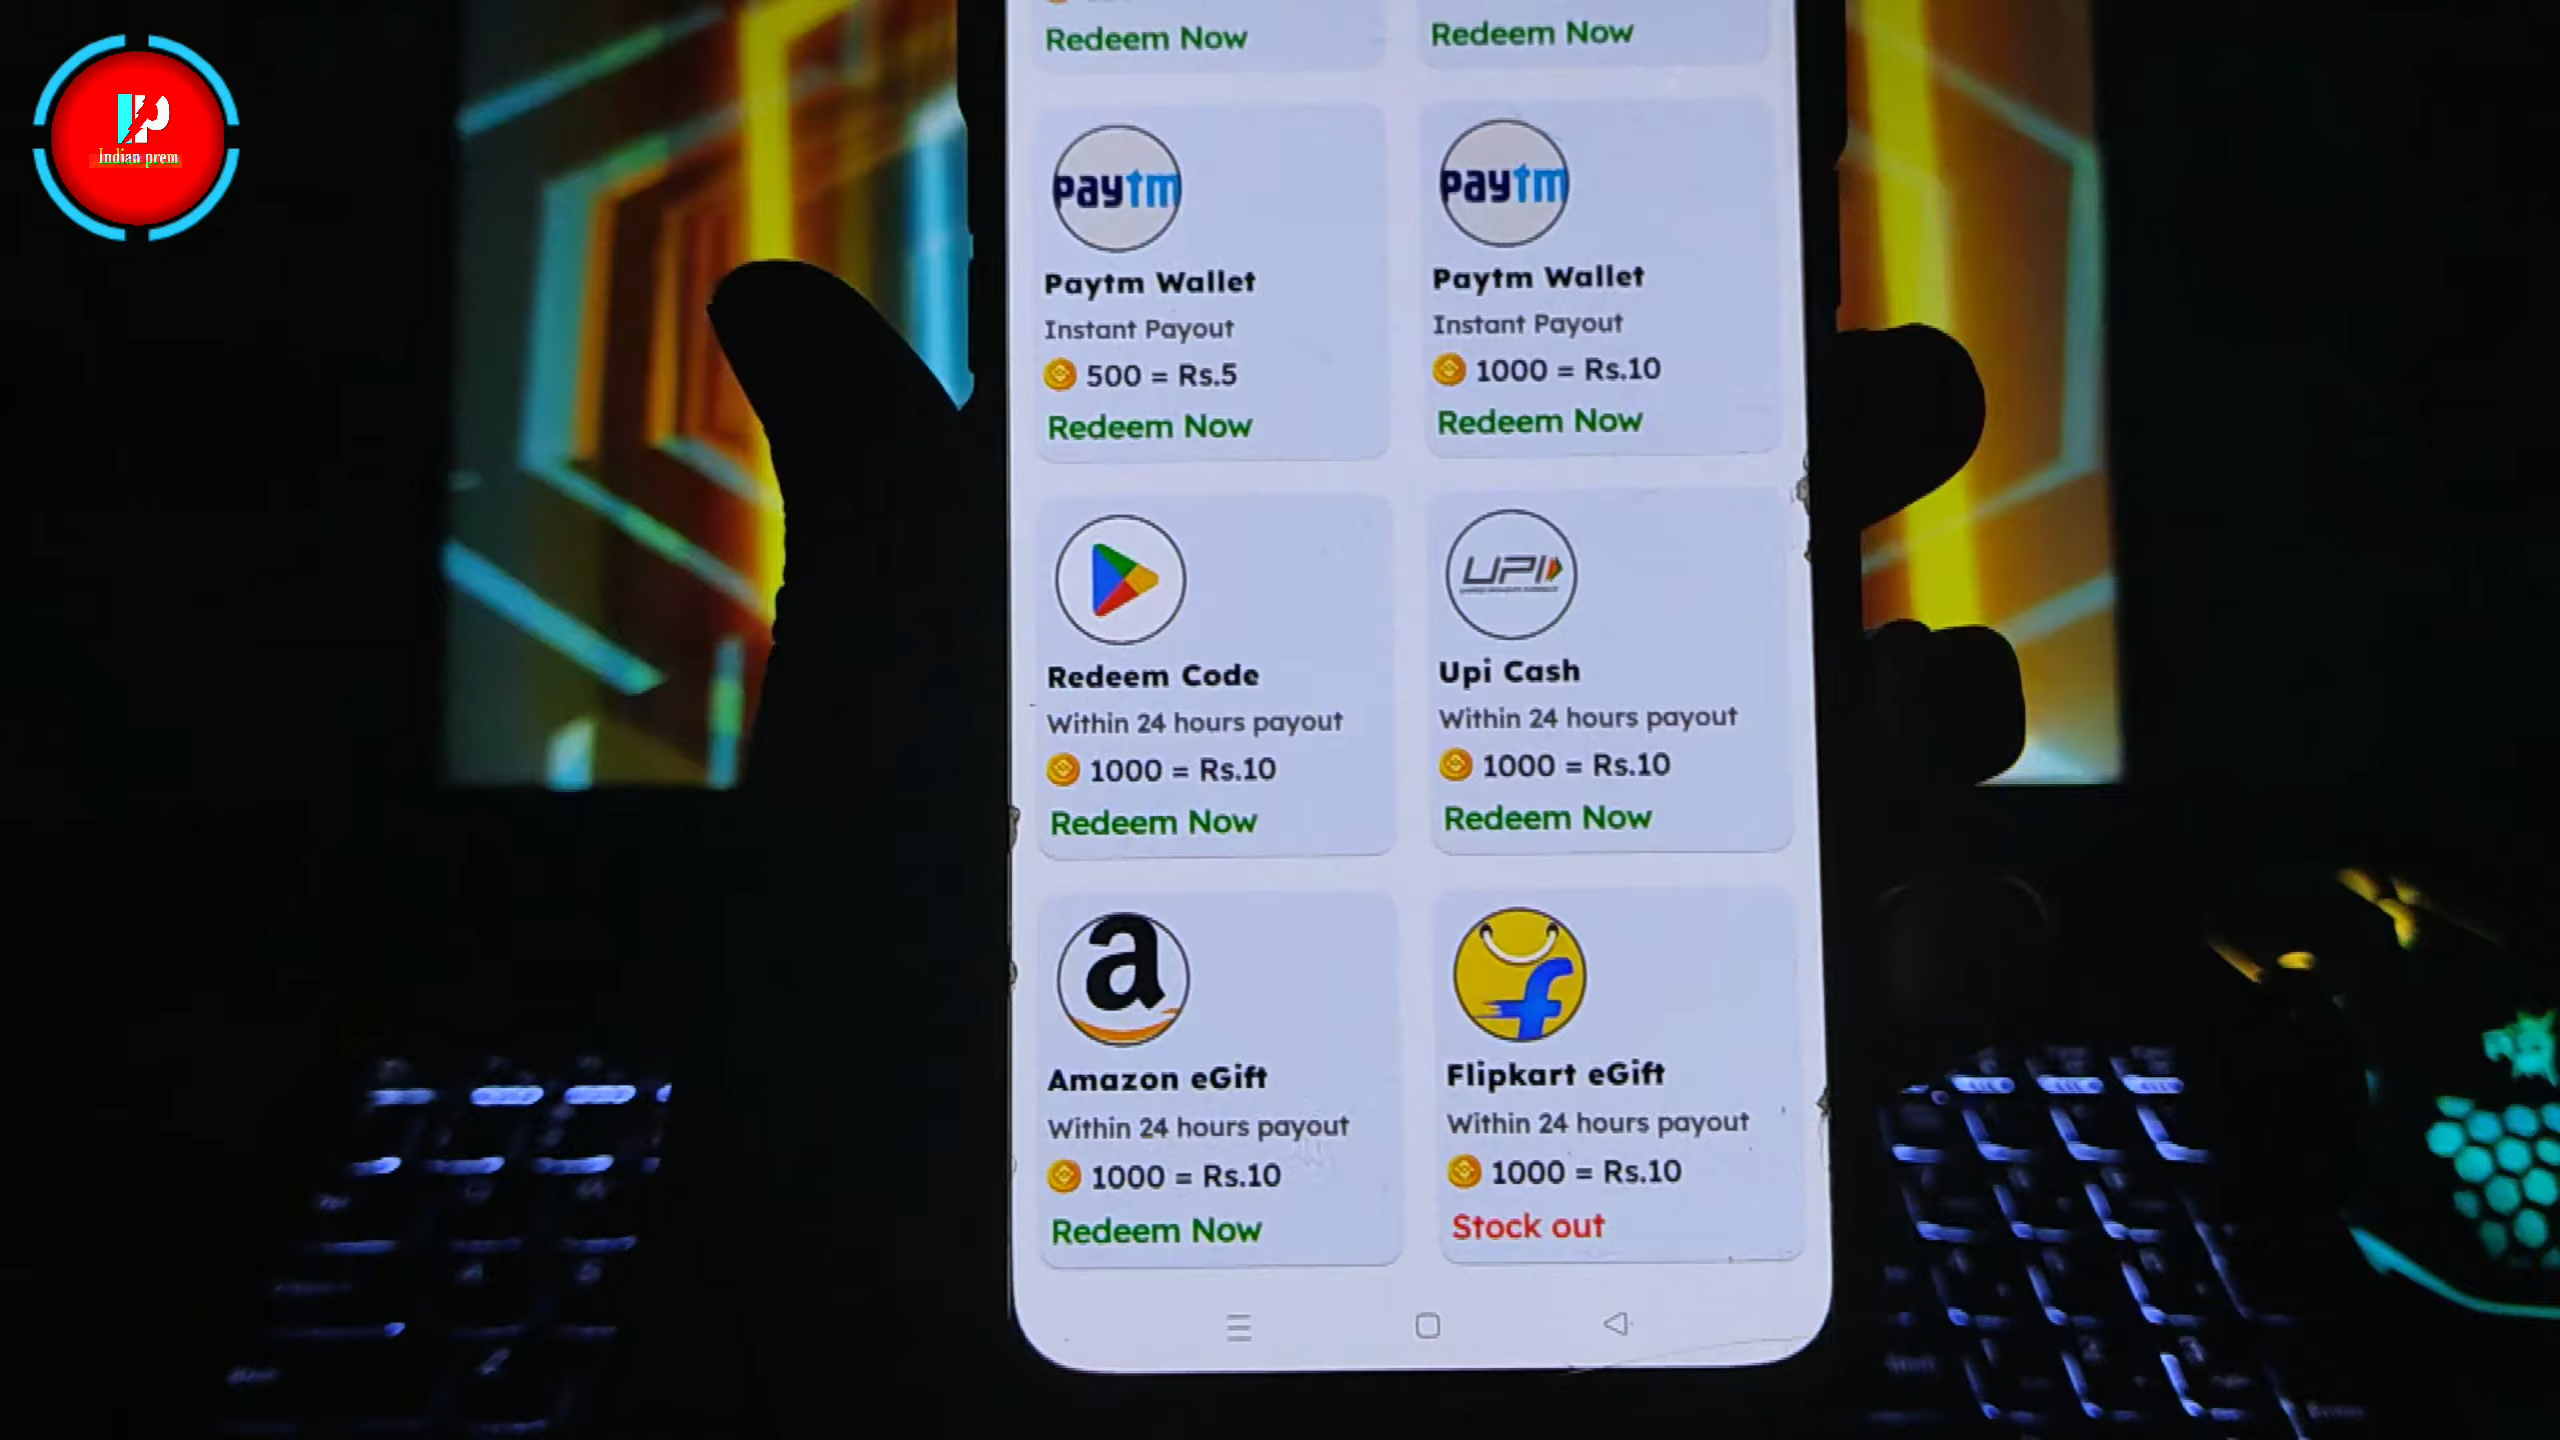 Indian prem
Redeem Now
Redeem Now
paytm
Paytm Wallet
Instant Payout
500 = Rs.5
Redeem Now
paytm
Paytm Wallet
Instant Payout
1000 = Rs.10
Redeem Now
Redeem Code
Within 24 hours payout
1000 = Rs.10
Redeem Now
UPI
Upi Cash
Within 24 hours payout
1000 = Rs.10
Redeem Now
a
Amazon eGift
Within 24 hours payout
1000 = Rs.10
Redeem Now
f
Flipkart eGift
Within 24 hours payout
1000 = Rs.10
Stock out